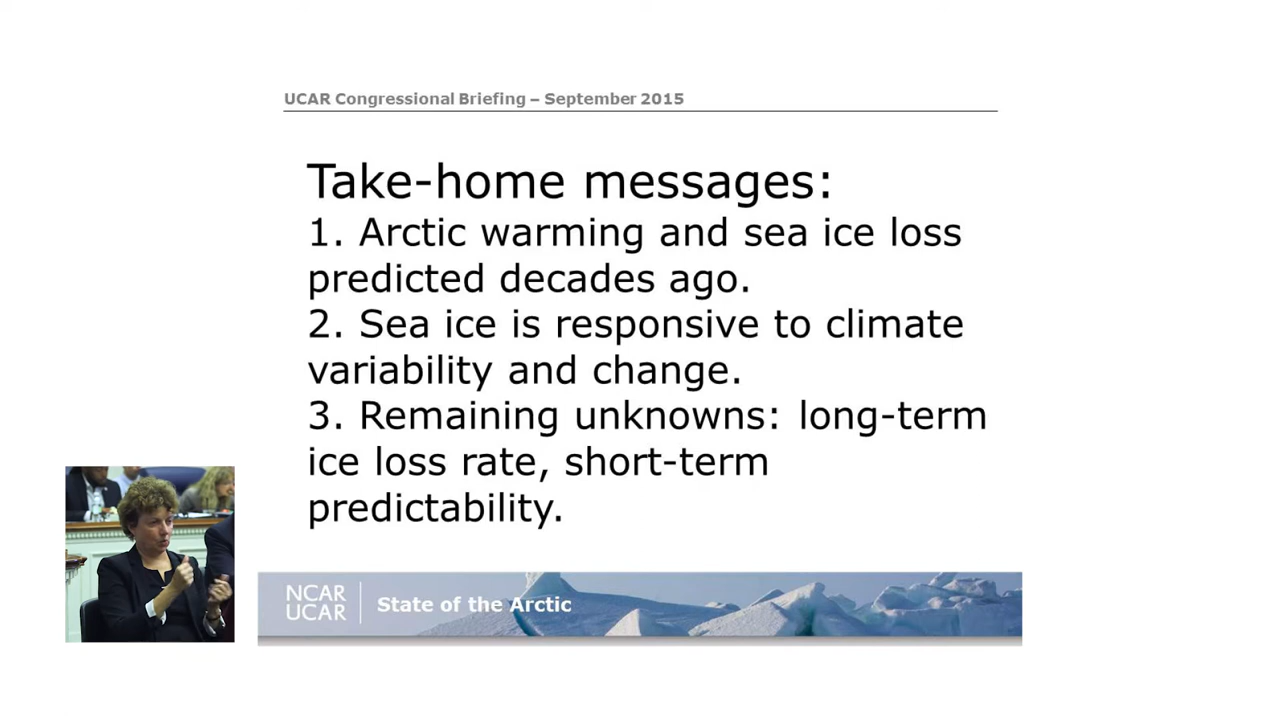 UCAR Congressional Briefing – September 2015
Take-home messages:
1. Arctic warming and sea ice loss
predicted decades ago.
2. Sea ice is responsive to climate
variability and change.
3. Remaining unknowns: long-term
ice loss rate, short-term
predictability.
NCAR
UCAR
State of the Arctic